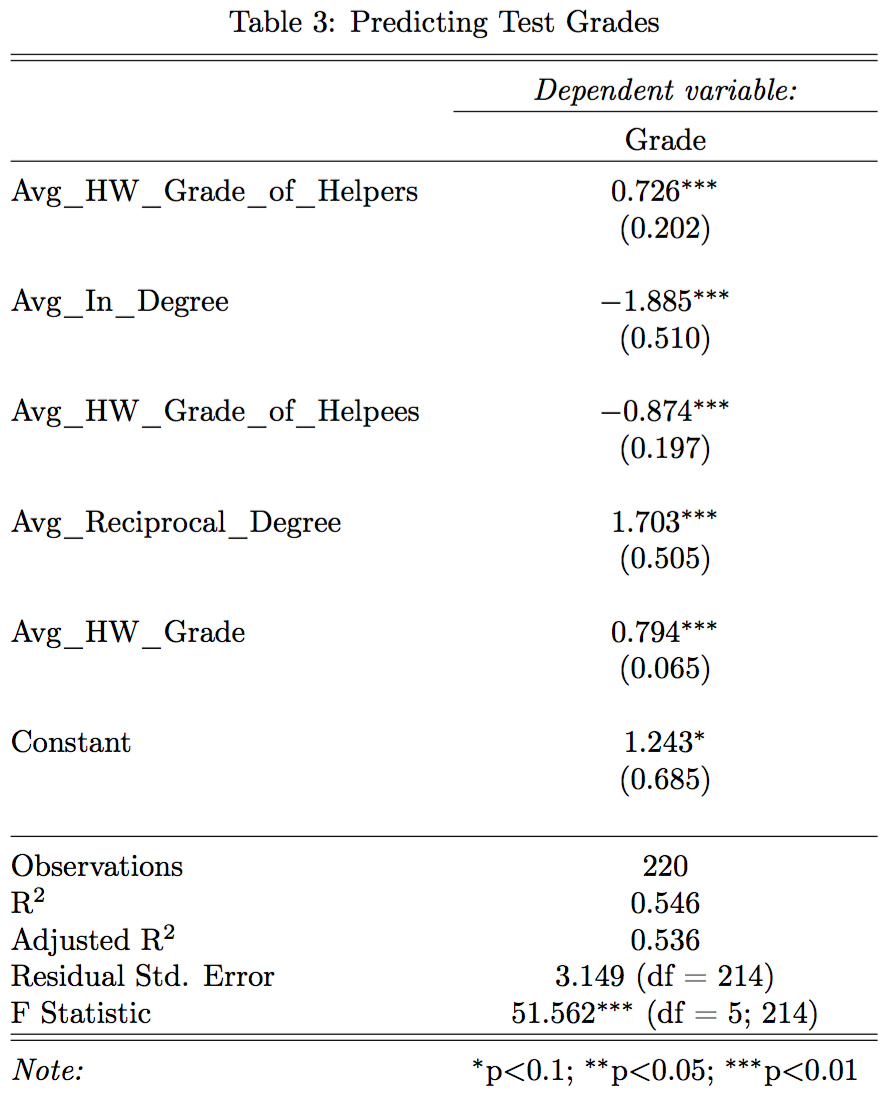 Table 3: Predicting Test Grades
Dependent variable:
Grade
Avg_HW_Grade_of_Helpers 0.726***
(0.202)
Avg_In_Degree −1.885***
(0.510)
Avg_HW_Grade_of_Helpees −0.874***
(0.197)
Avg_Reciprocal_Degree 1.703***
(0.505)
Avg_HW_Grade 0.794***
(0.065)
Constant 1.243*
(0.685)
Observations 220
R² 0.546
Adjusted R² 0.536
Residual Std. Error 3.149 (df = 214)
F Statistic 51.562*** (df = 5; 214)
Note: *p<0.1; **p<0.05; ***p<0.01